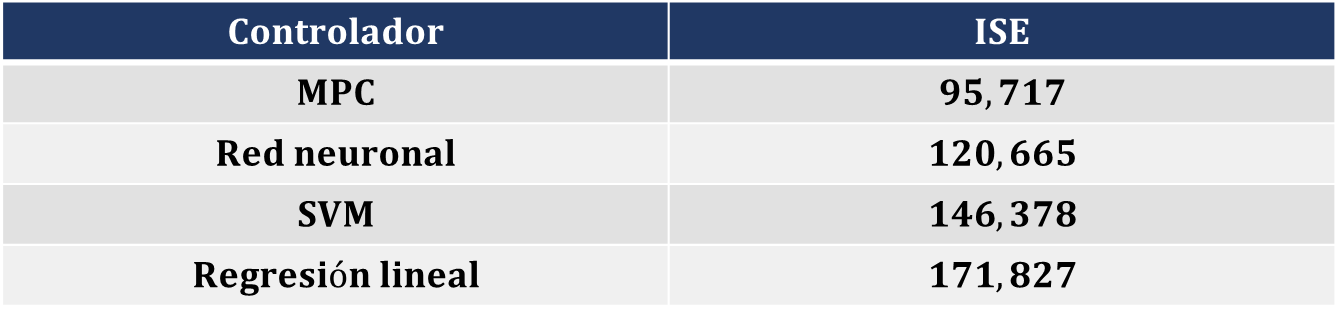 Controlador ISE
MPC 95,717
Red neuronal 120,665
SVM 146,378
Regresión lineal 171,827